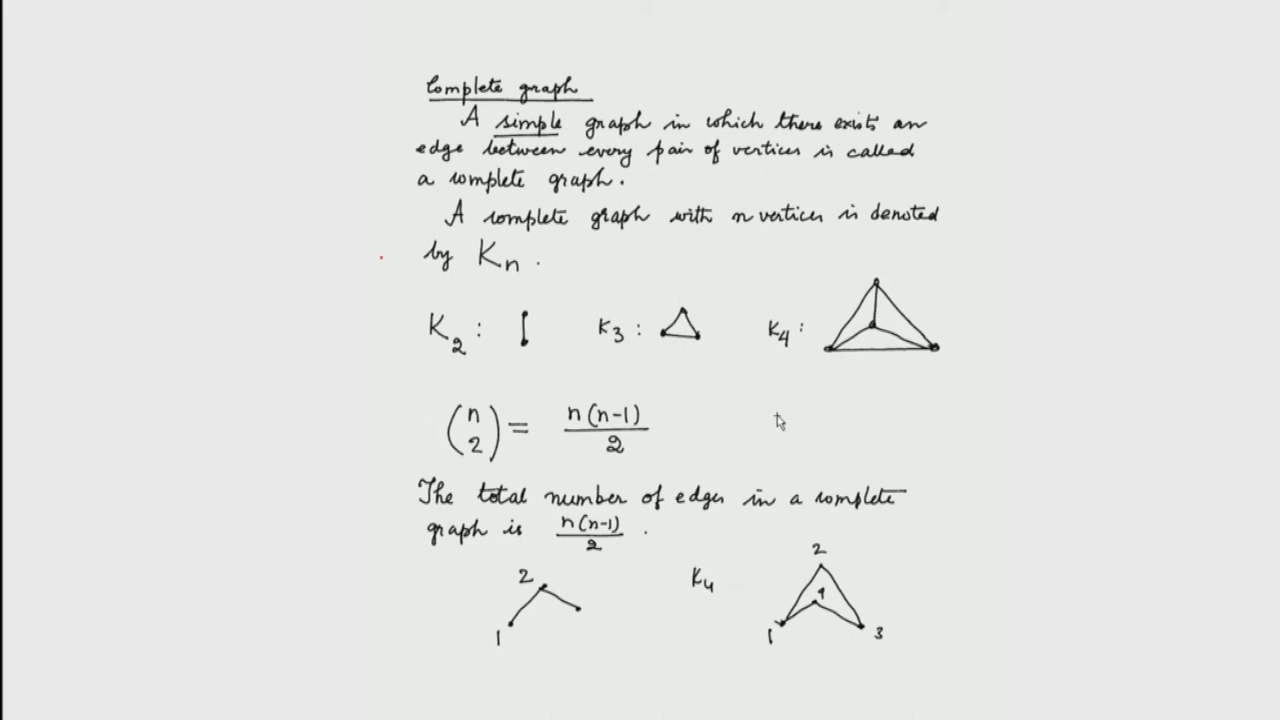 Complete graph
A simple graph in which there exists an
edge between every pair of vertices is called
a complete graph.
A complete graph with n vertices is denoted
by Kn .
K2 : K3 : K4 :
(n 2) = n(n-1)/2
The total number of edges in a complete
graph is n(n-1)/2 .
2 K4 2
4
1 1 3